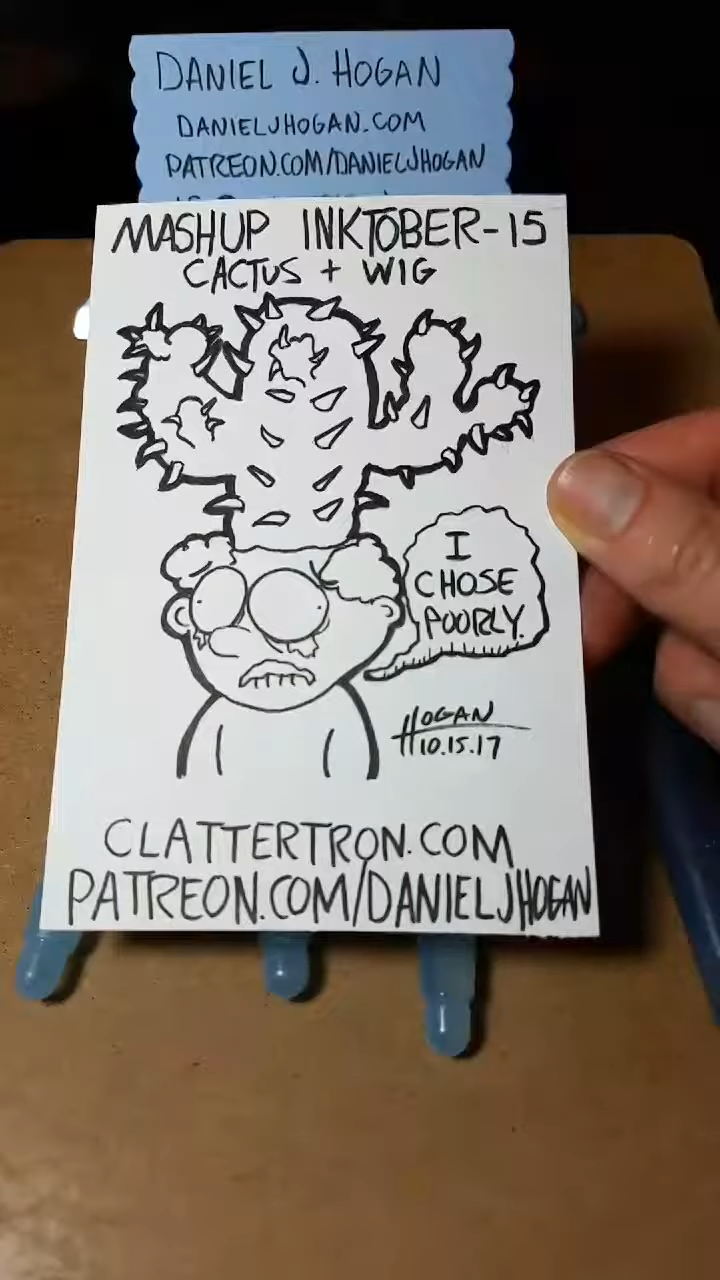 DANIEL J. HOGAN
DANIELJHOGAN.COM
PATREON.COM/DANIELJHOGAN
MASHUP INKTOBER-15
CACTUS + WIG
I
CHOSE
POORLY.
HOGAN
10.15.17
CLATTERTRON.COM
PATREON.COM/DANIELJHOGAN